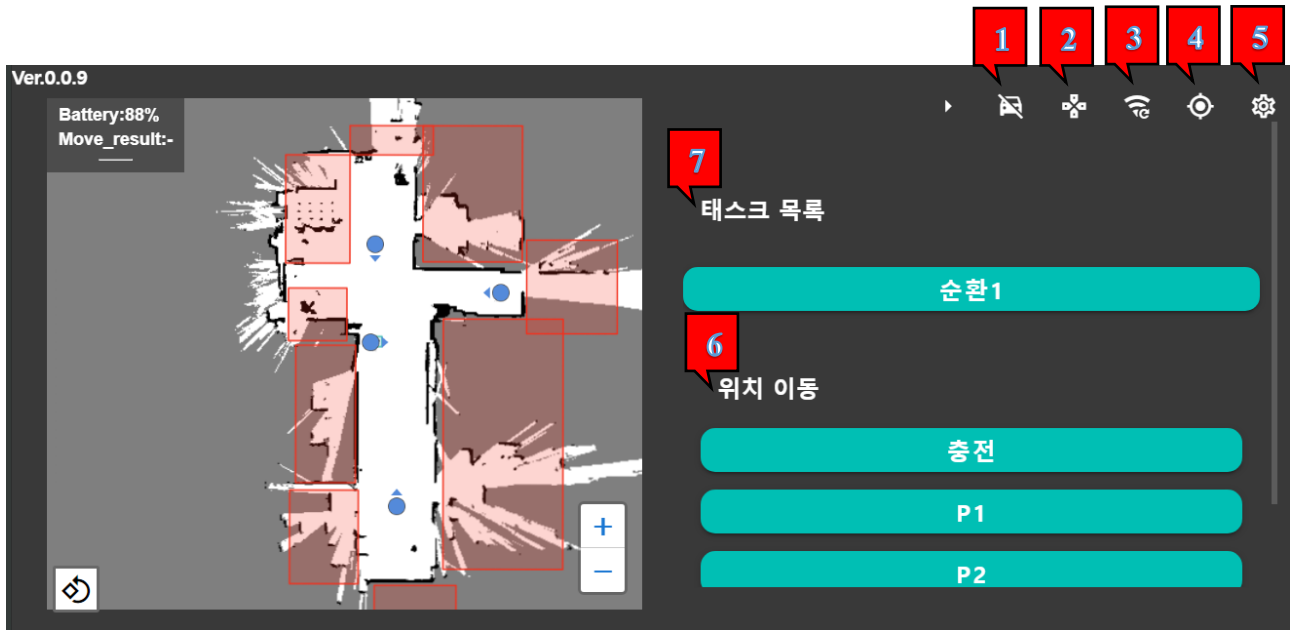 1 2 3 4 5
Ver.0.0.9
Battery:88%
Move_result:-
7
태스크 목록
순환1
6
위치 이동
충전
P1
P2
+
−